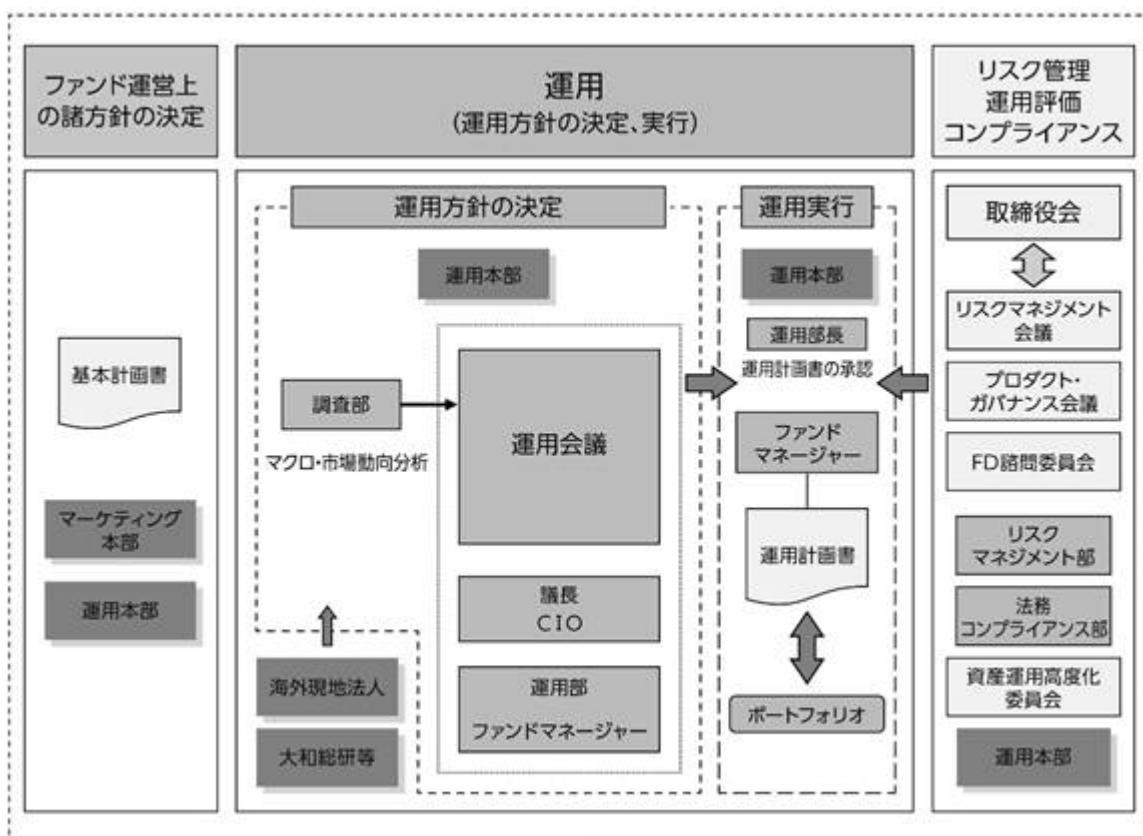 ファンド運営上
の諸方針の決定
運用
(運用方針の決定、実行)
リスク管理
運用評価
コンプライアンス
基本計画書
マーケティング
本部
運用本部
運用方針の決定
運用本部
調査部
マクロ・市場動向分析
運用会議
議長
CIO
運用部
ファンドマネージャー
海外現地法人
大和総研等
運用実行
運用本部
運用部長
運用計画書の承認
ファンド
マネージャー
運用計画書
ポートフォリオ
取締役会
リスクマネジメント
会議
プロダクト・
ガバナンス会議
FD諮問委員会
リスク
マネジメント部
法務
コンプライアンス部
資産運用高度化
委員会
運用本部